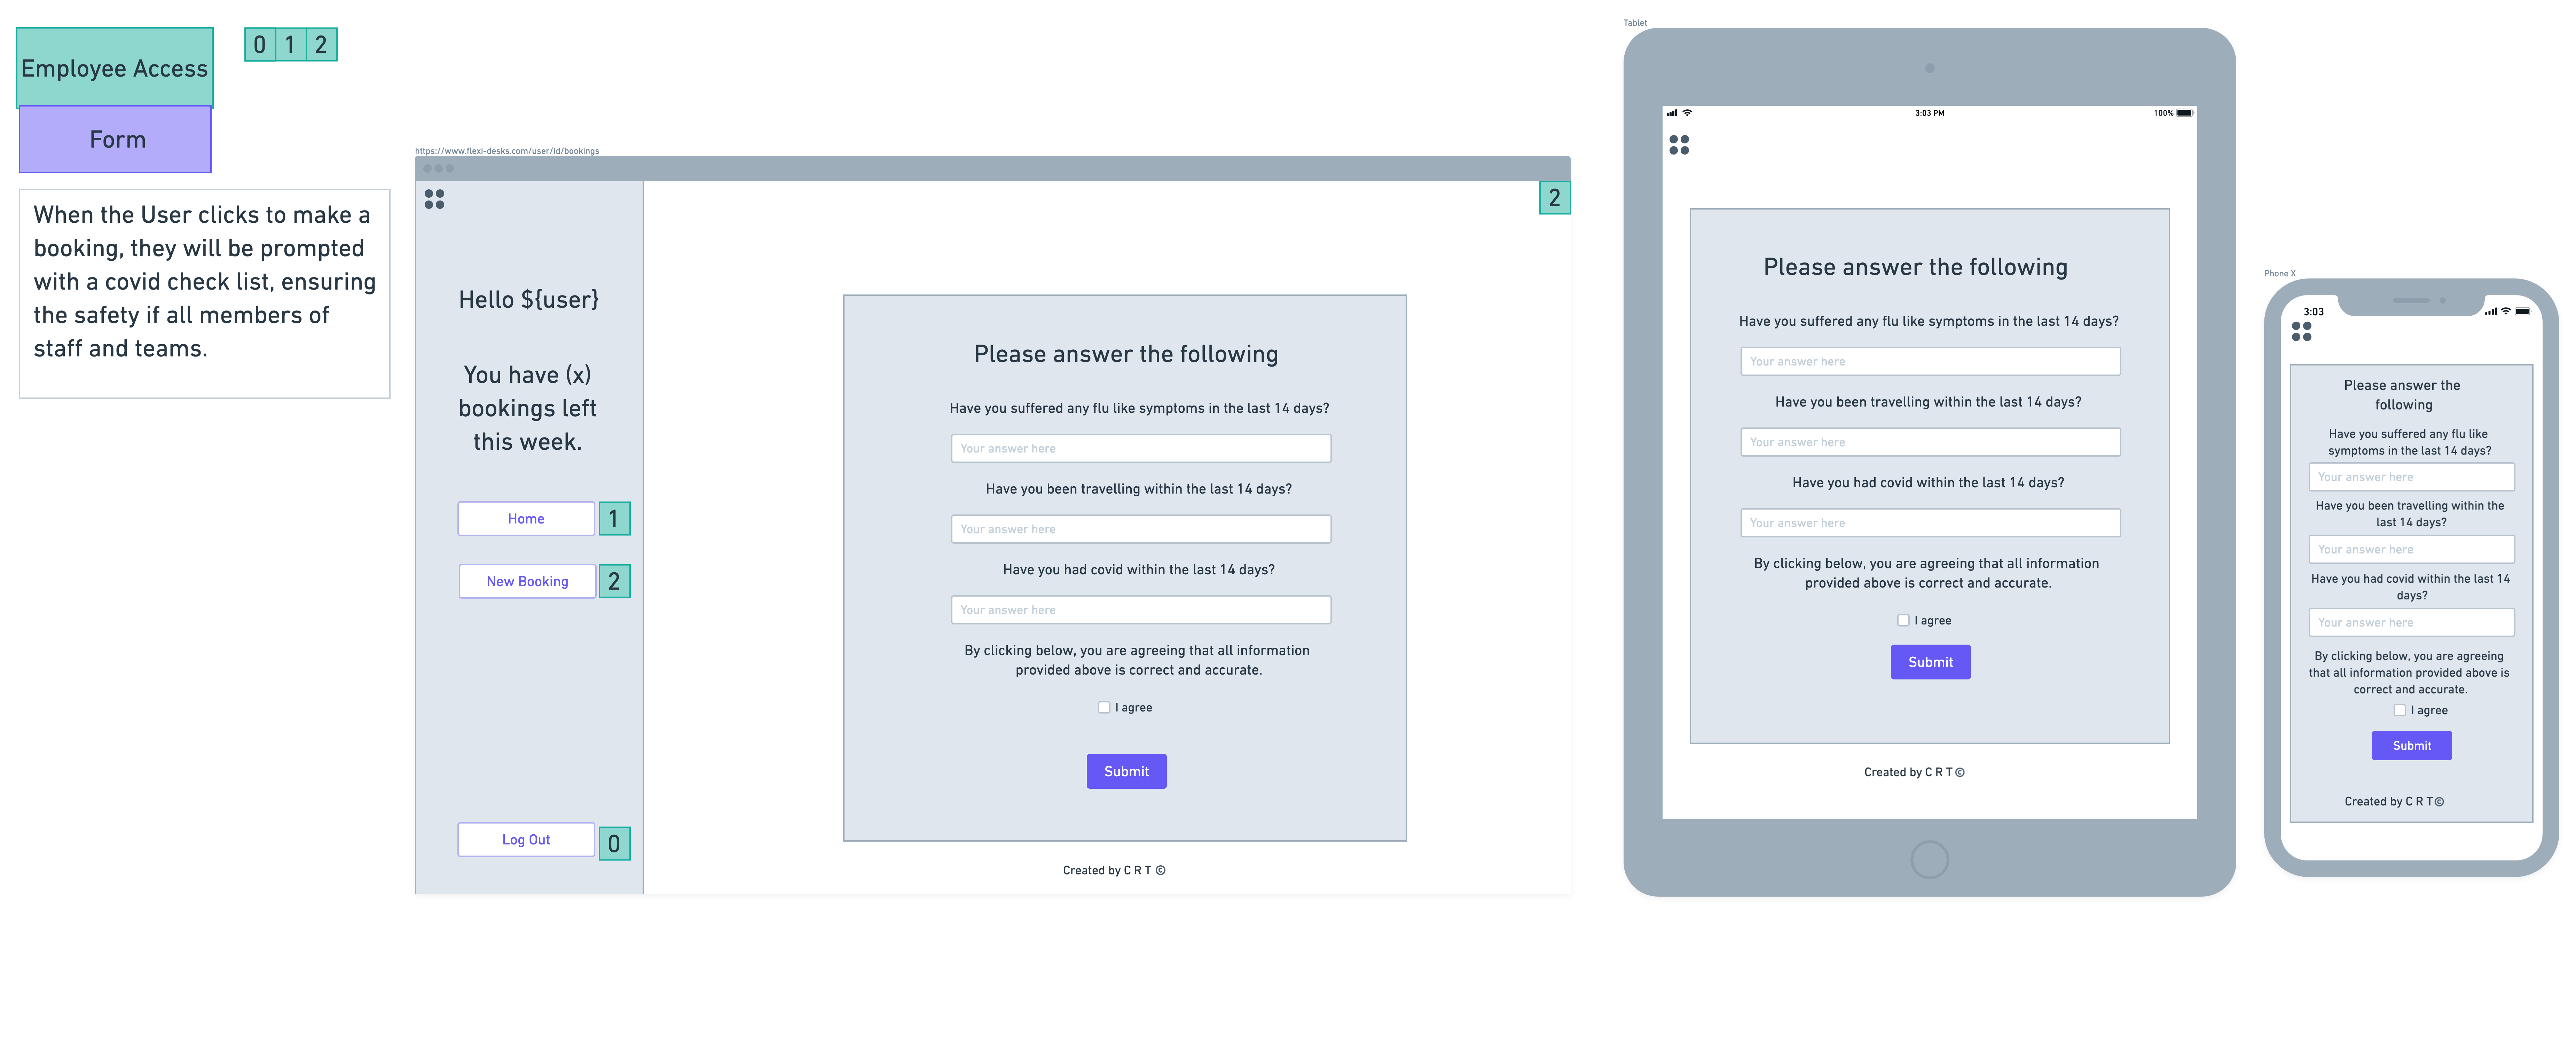 Employee Access
0 1 2
Form
When the User clicks to make a
booking, they will be prompted
with a covid check list, ensuring
the safety if all members of
staff and teams.
https://www.flexi-desks.com/user/id/bookings
2
Hello ${user}
You have (x)
bookings left
this week.
Home
1
New Booking
2
Log Out
0
Please answer the following
Have you suffered any flu like symptoms in the last 14 days?
Your answer here
Have you been travelling within the last 14 days?
Your answer here
Have you had covid within the last 14 days?
Your answer here
By clicking below, you are agreeing that all information
provided above is correct and accurate.
I agree
Submit
Created by C R T ©
Tablet
3:03 PM
100%
Please answer the following
Have you suffered any flu like symptoms in the last 14 days?
Your answer here
Have you been travelling within the last 14 days?
Your answer here
Have you had covid within the last 14 days?
Your answer here
By clicking below, you are agreeing that all information
provided above is correct and accurate.
I agree
Submit
Created by C R T ©
Phone X
3:03
Please answer the
following
Have you suffered any flu like
symptoms in the last 14 days?
Your answer here
Have you been travelling within the
last 14 days?
Your answer here
Have you had covid within the last 14
days?
Your answer here
By clicking below, you are agreeing
that all information provided above is
correct and accurate.
I agree
Submit
Created by C R T©